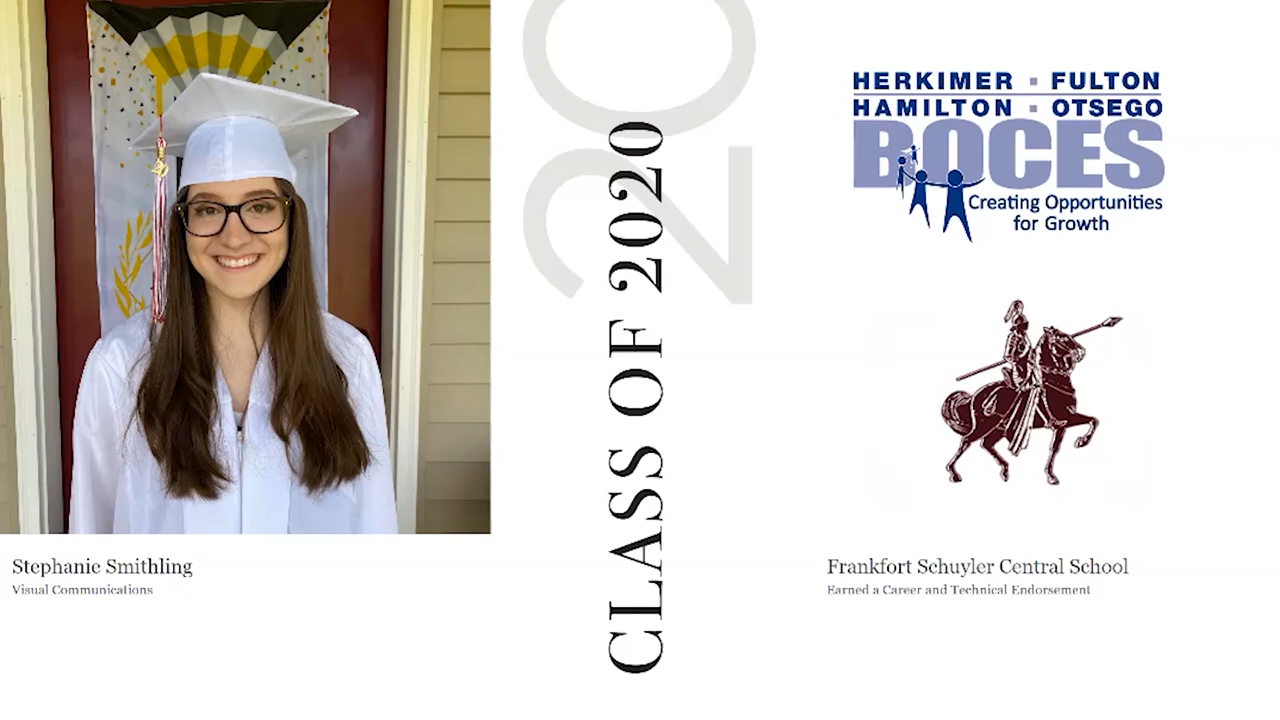 Stephanie Smithling
Visual Communications
20
CLASS OF 2020
HERKIMER ▪ FULTON
HAMILTON ▪ OTSEGO
BOCES
Creating Opportunities
for Growth
Frankfort Schuyler Central School
Earned a Career and Technical Endorsement